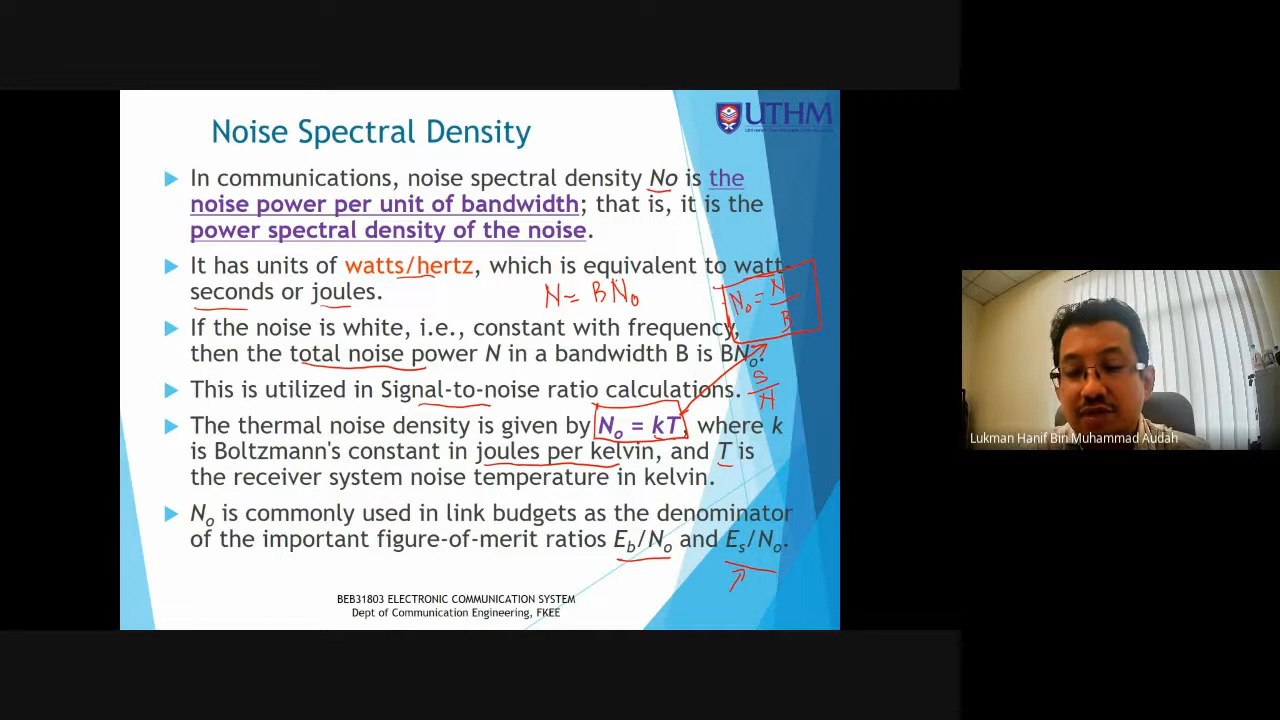 UTHM
Noise Spectral Density
In communications, noise spectral density No is the
noise power per unit of bandwidth; that is, it is the
power spectral density of the noise.
It has units of watts/hertz, which is equivalent to watt-
seconds or joules.
N = BN₀
N₀ = N/B
If the noise is white, i.e., constant with frequency,
then the total noise power N in a bandwidth B is BNₒ.
This is utilized in Signal-to-noise ratio calculations.
The thermal noise density is given by Nₒ = kT, where k
is Boltzmann's constant in joules per kelvin, and T is
the receiver system noise temperature in kelvin.
Nₒ is commonly used in link budgets as the denominator
of the important figure-of-merit ratios E_b/Nₒ and Eₛ/Nₒ.
BEB31803 ELECTRONIC COMMUNICATION SYSTEM
Dept of Communication Engineering, FKEE
Lukman Hanif Bin Muhammad Audah